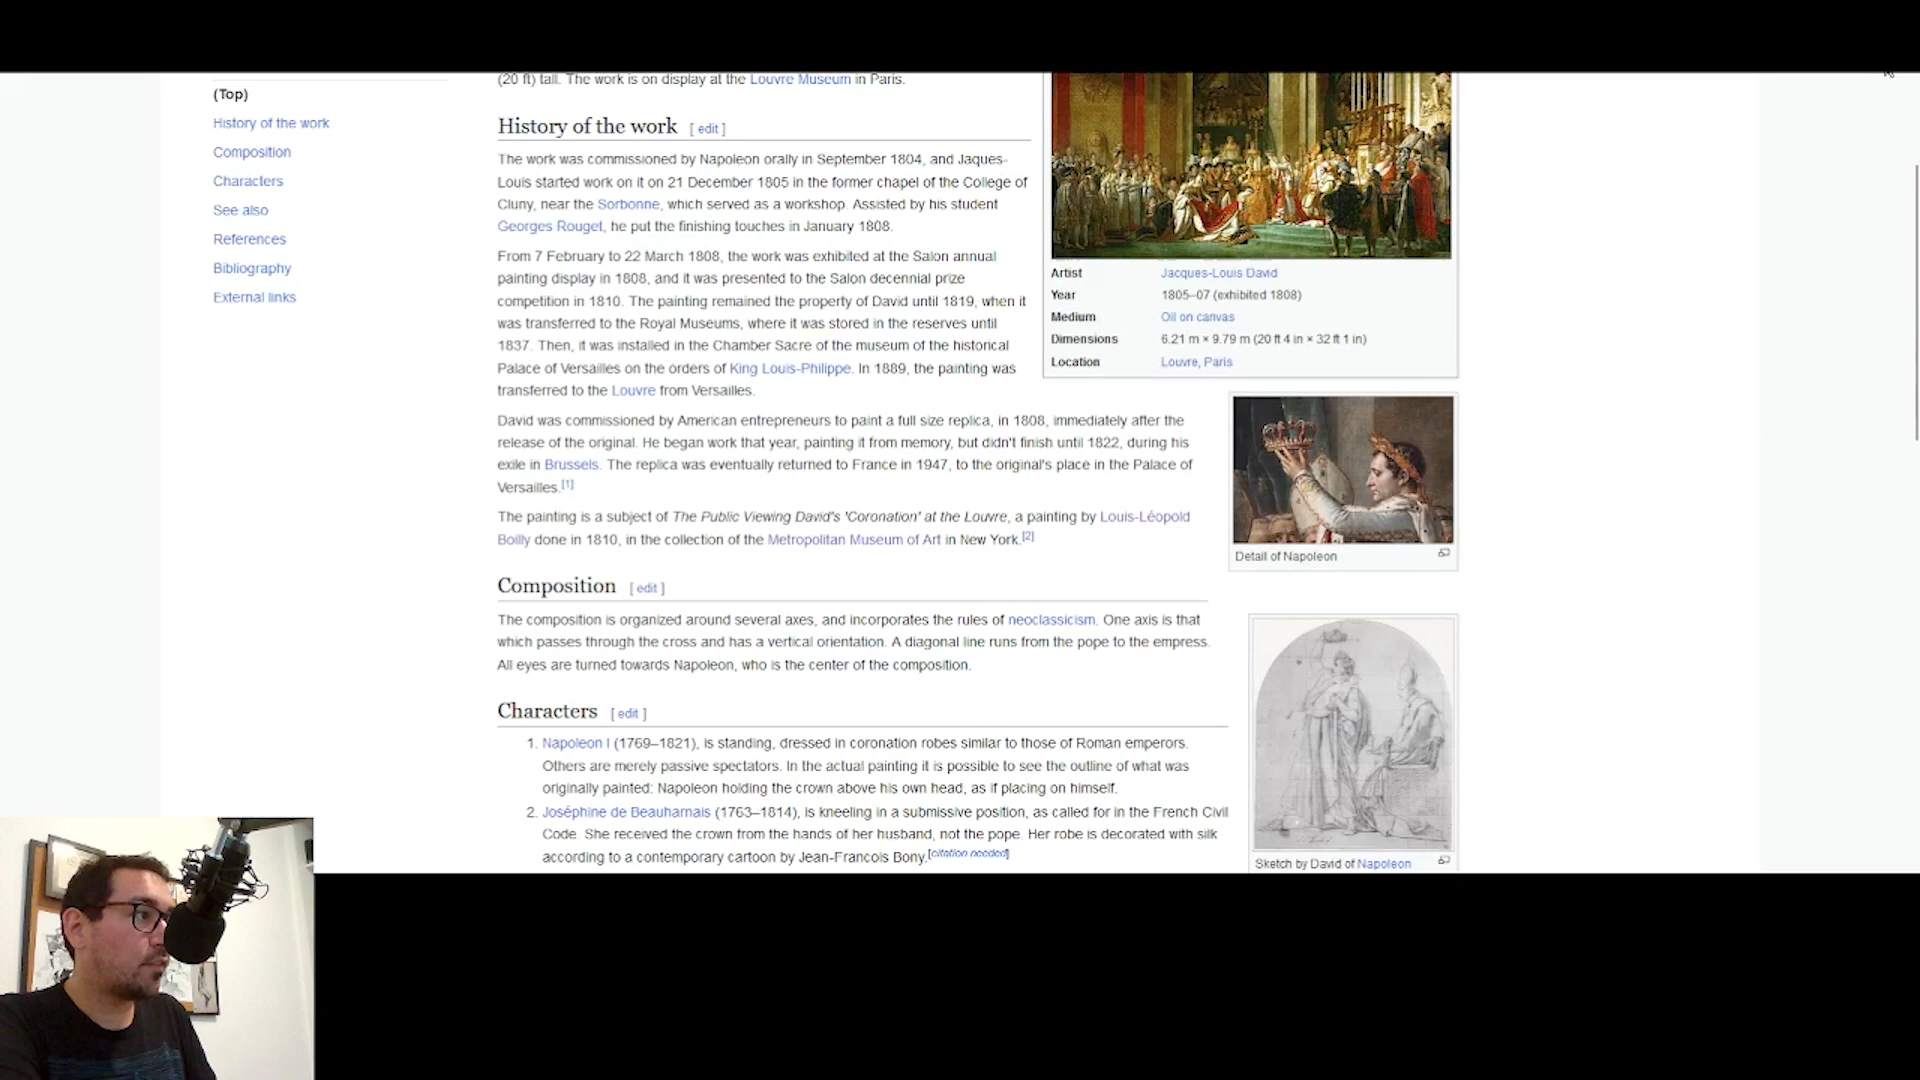 (20 ft) tall. The work is on display at the Louvre Museum in Paris.
(Top)
History of the work
Composition
Characters
See also
References
Bibliography
External links
History of the work [ edit ]
The work was commissioned by Napoleon orally in September 1804, and Jaques-
Louis started work on it on 21 December 1805 in the former chapel of the College of
Cluny, near the Sorbonne, which served as a workshop. Assisted by his student
Georges Rouget, he put the finishing touches in January 1808.
From 7 February to 22 March 1808, the work was exhibited at the Salon annual
painting display in 1808, and it was presented to the Salon decennial prize
competition in 1810. The painting remained the property of David until 1819, when it
was transferred to the Royal Museums, where it was stored in the reserves until
1837. Then, it was installed in the Chamber Sacre of the museum of the historical
Palace of Versailles on the orders of King Louis-Philippe. In 1889, the painting was
transferred to the Louvre from Versailles.
David was commissioned by American entrepreneurs to paint a full size replica, in 1808, immediately after the
release of the original. He began work that year, painting it from memory, but didn't finish until 1822, during his
exile in Brussels. The replica was eventually returned to France in 1947, to the original's place in the Palace of
Versailles.[1]
The painting is a subject of The Public Viewing David's 'Coronation' at the Louvre, a painting by Louis-Léopold
Boilly done in 1810, in the collection of the Metropolitan Museum of Art in New York.[2]
Composition [ edit ]
The composition is organized around several axes, and incorporates the rules of neoclassicism. One axis is that
which passes through the cross and has a vertical orientation. A diagonal line runs from the pope to the empress.
All eyes are turned towards Napoleon, who is the center of the composition.
Characters [ edit ]
1. Napoleon I (1769–1821), is standing, dressed in coronation robes similar to those of Roman emperors.
Others are merely passive spectators. In the actual painting it is possible to see the outline of what was
originally painted: Napoleon holding the crown above his own head, as if placing on himself.
2. Joséphine de Beauharnais (1763–1814), is kneeling in a submissive position, as called for in the French Civil
Code. She received the crown from the hands of her husband, not the pope. Her robe is decorated with silk
according to a contemporary cartoon by Jean-Francois Bony.[citation needed]
Artist Jacques-Louis David
Year 1805–07 (exhibited 1808)
Medium Oil on canvas
Dimensions 6.21 m × 9.79 m (20 ft 4 in × 32 ft 1 in)
Location Louvre, Paris
Detail of Napoleon
Sketch by David of Napoleon